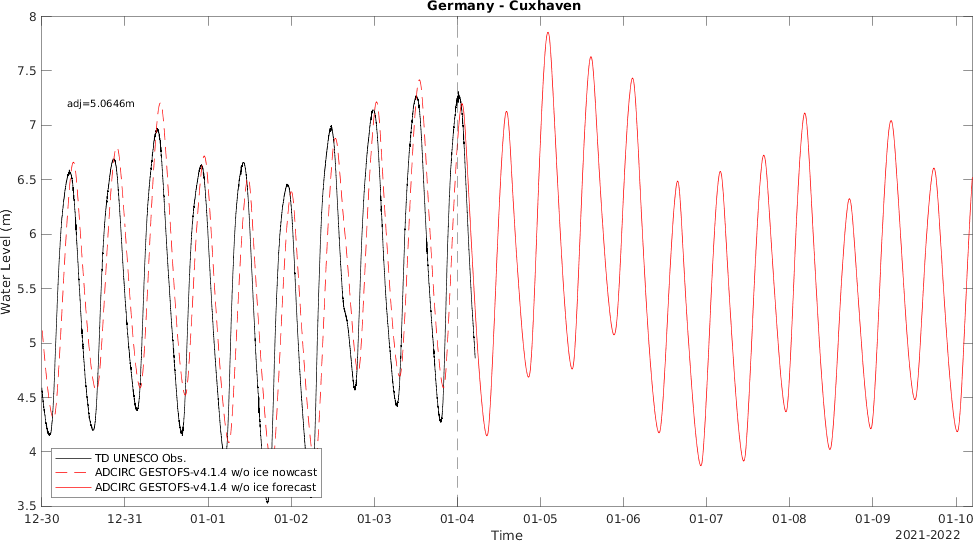 Germany - Cuxhaven
8
7.5
7
6.5
6
5.5
5
4.5
4
3.5
Water Level (m)
adj=5.0646m
TD UNESCO Obs.
ADCIRC GESTOFS-v4.1.4 w/o ice nowcast
ADCIRC GESTOFS-v4.1.4 w/o ice forecast
12-30 12-31 01-01 01-02 01-03 01-04 01-05 01-06 01-07 01-08 01-09 01-10
Time
2021-2022